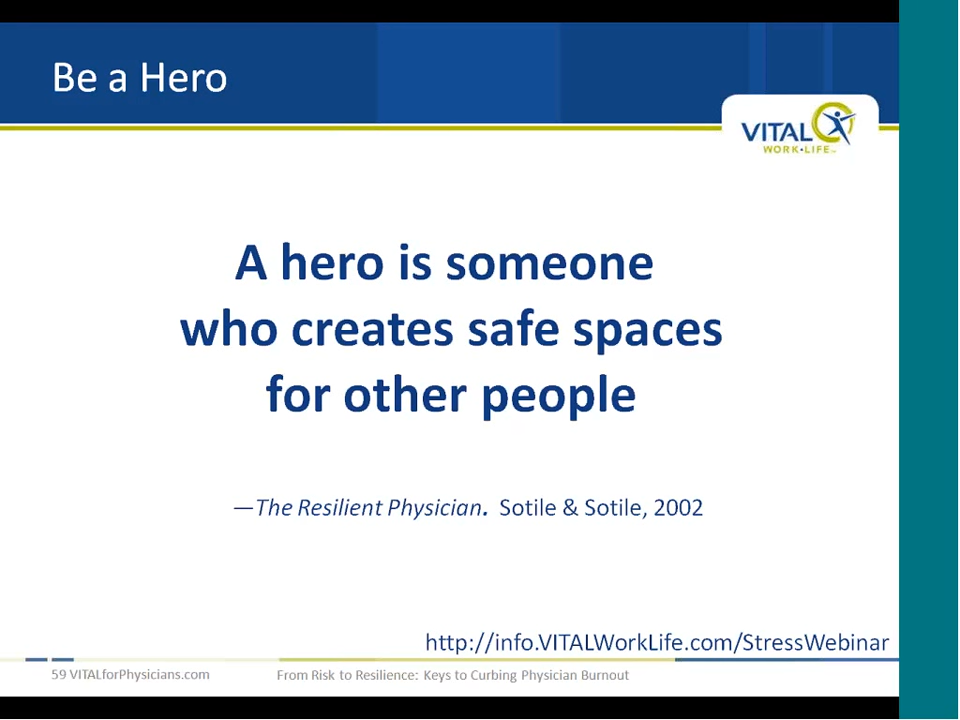 Be a Hero
VITAL
WORK•LIFE™
A hero is someone
who creates safe spaces
for other people
—The Resilient Physician. Sotile & Sotile, 2002
http://info.VITALWorkLife.com/StressWebinar
59 VITALforPhysicians.com
From Risk to Resilience: Keys to Curbing Physician Burnout